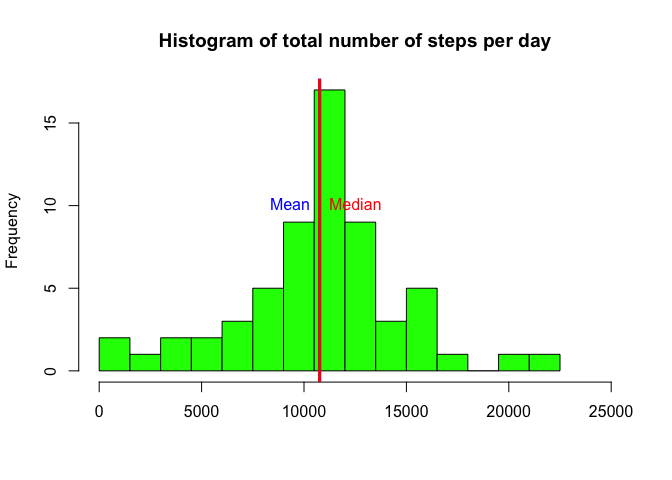 Histogram of total number of steps per day
Frequency
15
10
5
0
Mean
Median
0 5000 10000 15000 20000 25000